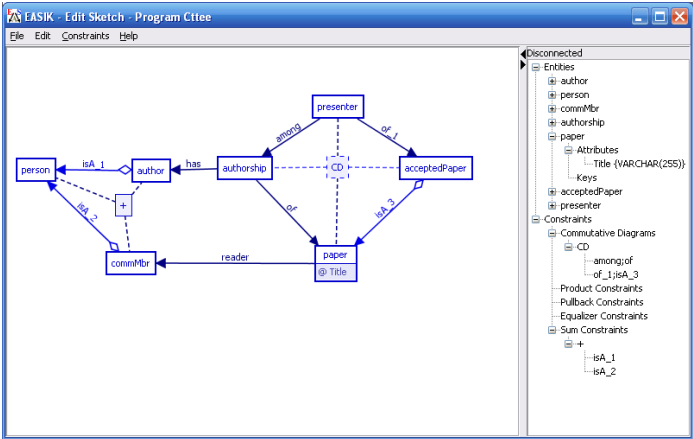 EASIK - Edit Sketch - Program Cttee
File Edit Constraints Help
presenter
among
of_1
person
isA_1
author
has
authorship
CD
acceptedPaper
+
isA_2
of
isA_3
commMbr
reader
paper
@ Title
Disconnected
Entities
author
person
commMbr
authorship
paper
Attributes
Title {VARCHAR(255)}
Keys
acceptedPaper
presenter
Constraints
Commutative Diagrams
CD
among;of
of_1;isA_3
Product Constraints
Pullback Constraints
Equalizer Constraints
Sum Constraints
+
isA_1
isA_2